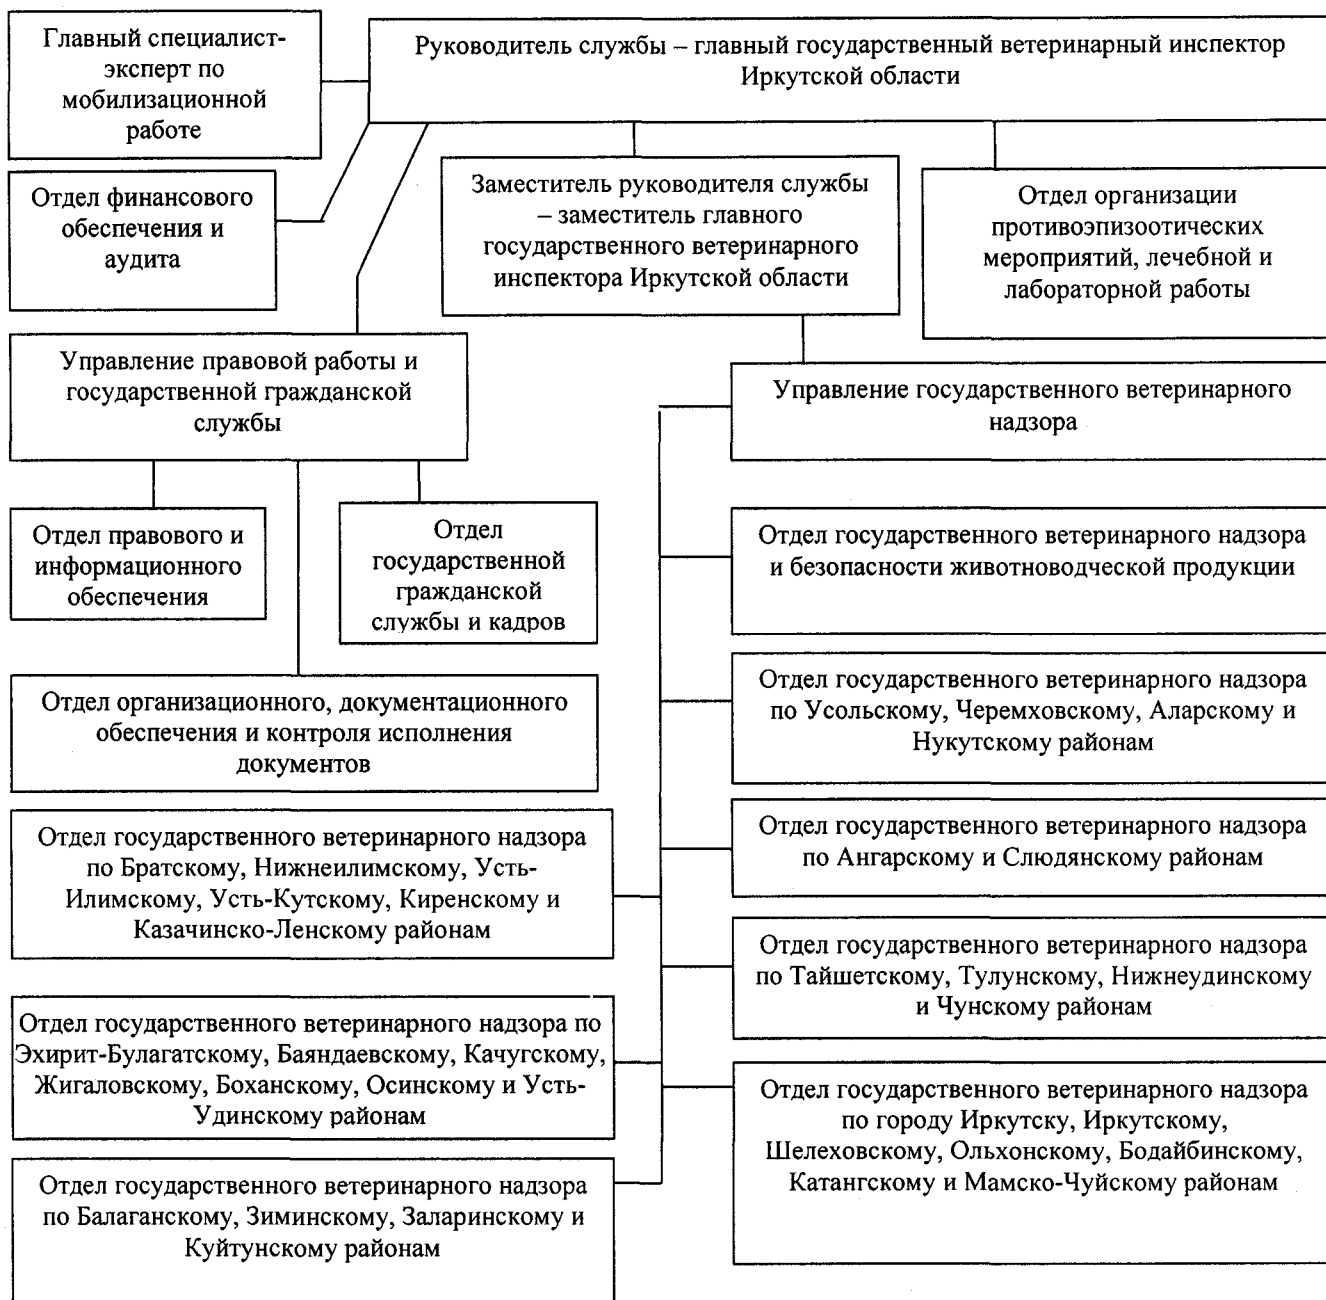 Главный специалист-
эксперт по
мобилизационной
работе
Руководитель службы – главный государственный ветеринарный инспектор
Иркутской области
Отдел финансового
обеспечения и
аудита
Заместитель руководителя службы
– заместитель главного
государственного ветеринарного
инспектора Иркутской области
Отдел организации
противоэпизоотических
мероприятий, лечебной и
лабораторной работы
Управление правовой работы и
государственной гражданской
службы
Управление государственного ветеринарного
надзора
Отдел правового и
информационного
обеспечения
Отдел
государственной
гражданской
службы и кадров
Отдел государственного ветеринарного надзора
и безопасности животноводческой продукции
Отдел организационного, документационного
обеспечения и контроля исполнения
документов
Отдел государственного ветеринарного надзора
по Усольскому, Черемховскому, Аларскому и
Нукутскому районам
Отдел государственного ветеринарного надзора
по Братскому, Нижнеилимскому, Усть-
Илимскому, Усть-Кутскому, Киренскому и
Казачинско-Ленскому районам
Отдел государственного ветеринарного надзора
по Ангарскому и Слюдянскому районам
Отдел государственного ветеринарного надзора
по Тайшетскому, Тулунскому, Нижнеудинскому
и Чунскому районам
Отдел государственного ветеринарного надзора по
Эхирит-Булагатскому, Баяндаевскому, Качугскому,
Жигаловскому, Боханскому, Осинскому и Усть-
Удинскому районам
Отдел государственного ветеринарного надзора
по городу Иркутску, Иркутскому,
Шелеховскому, Ольхонскому, Бодайбинскому,
Катангскому и Мамско-Чуйскому районам
Отдел государственного ветеринарного надзора
по Балаганскому, Зиминскому, Заларинскому и
Куйтунскому районам